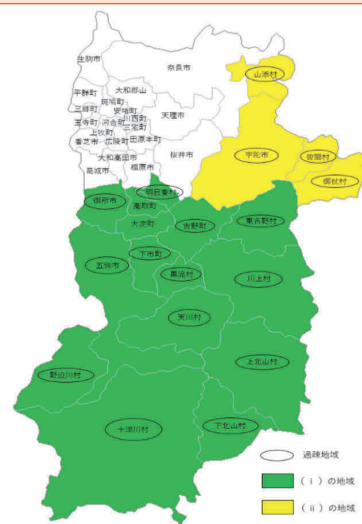 生駒市
奈良市
山添村
平群町
大和郡山
斑鳩町
三郷町
安堵町
川西町
天理市
王寺町
河合町
三宅町
上牧町
田原本町
香芝市
広陵町
宇陀市
曽爾村
大和高田市
桜井市
葛城市
橿原市
御杖村
明日香村
御所市
高取町
東吉野村
大淀町
吉野町
下市町
五條市
黒滝村
川上村
天川村
上北山村
野迫川村
十津川村
下北山村
過疎地域
(ⅰ)の地域
(ⅱ)の地域